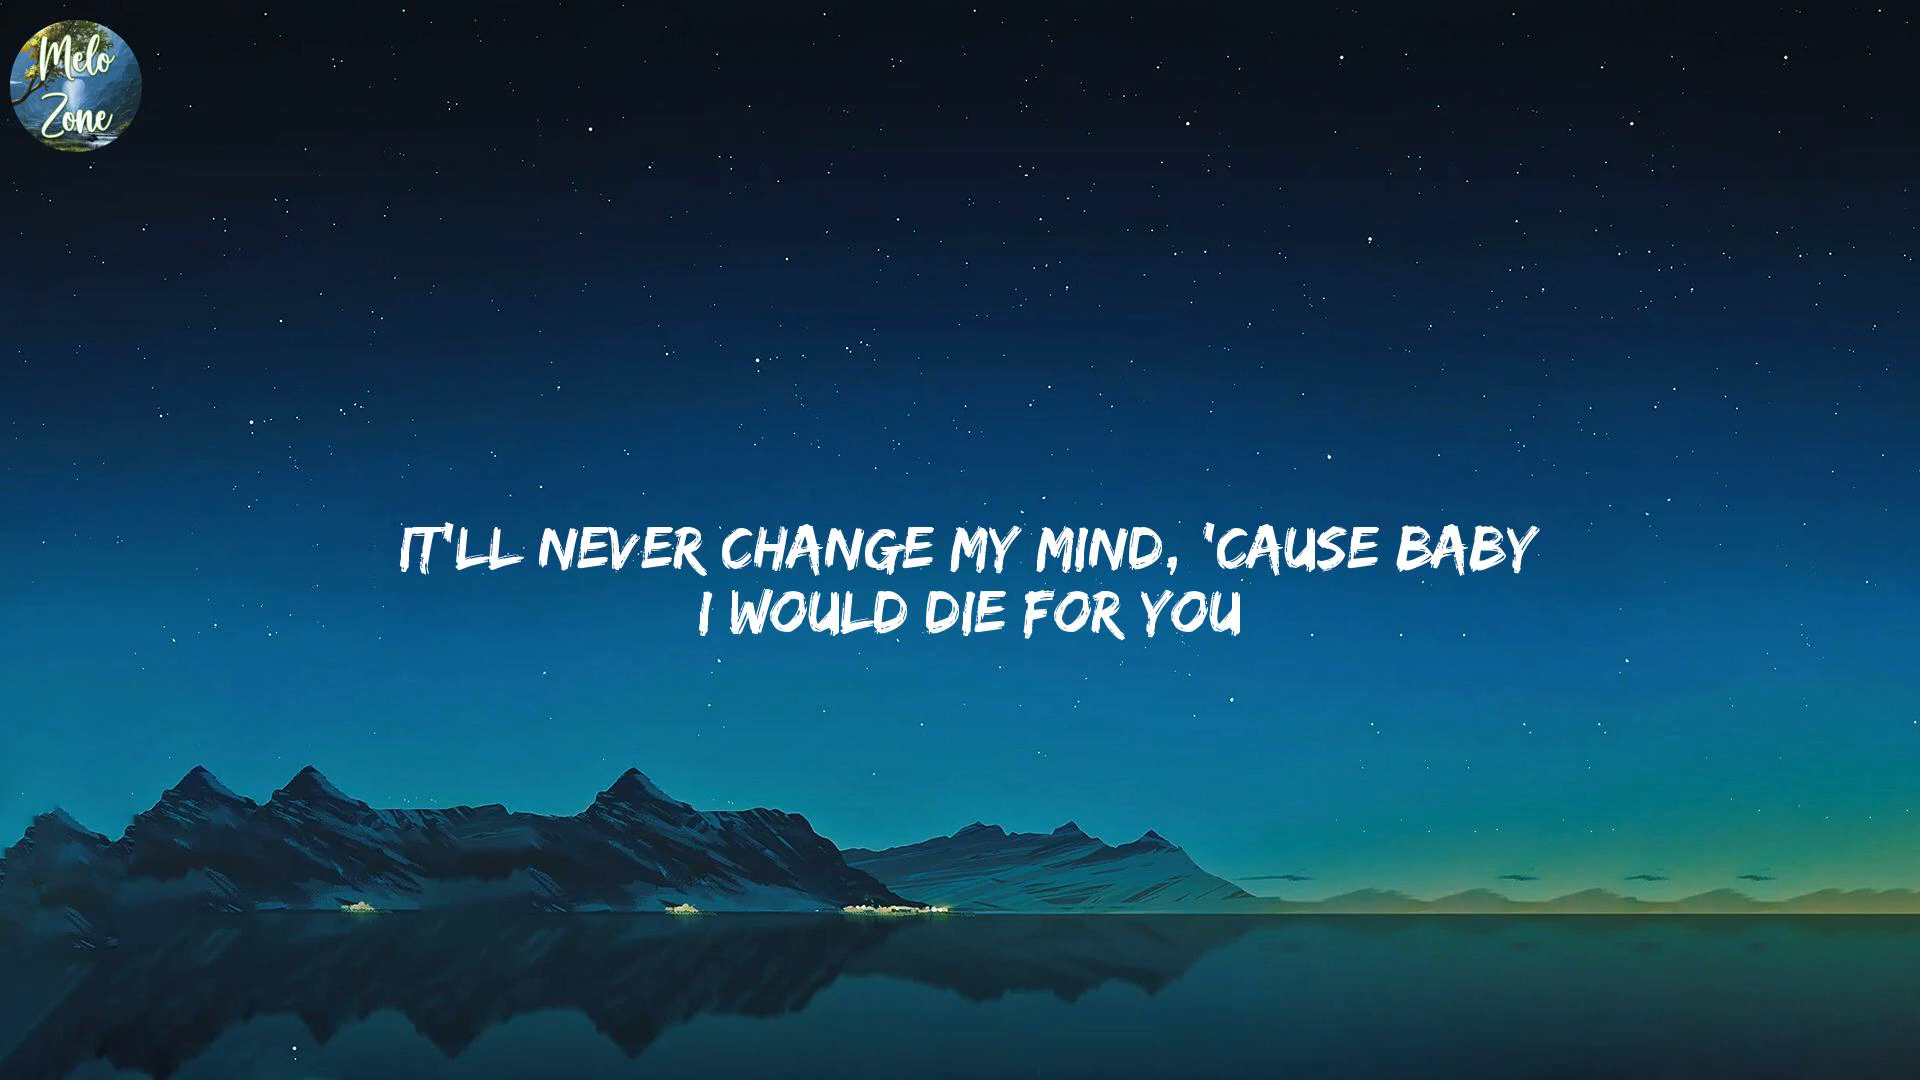 Melo
Zone
IT'LL NEVER CHANGE MY MIND, 'CAUSE BABY
I WOULD DIE FOR YOU